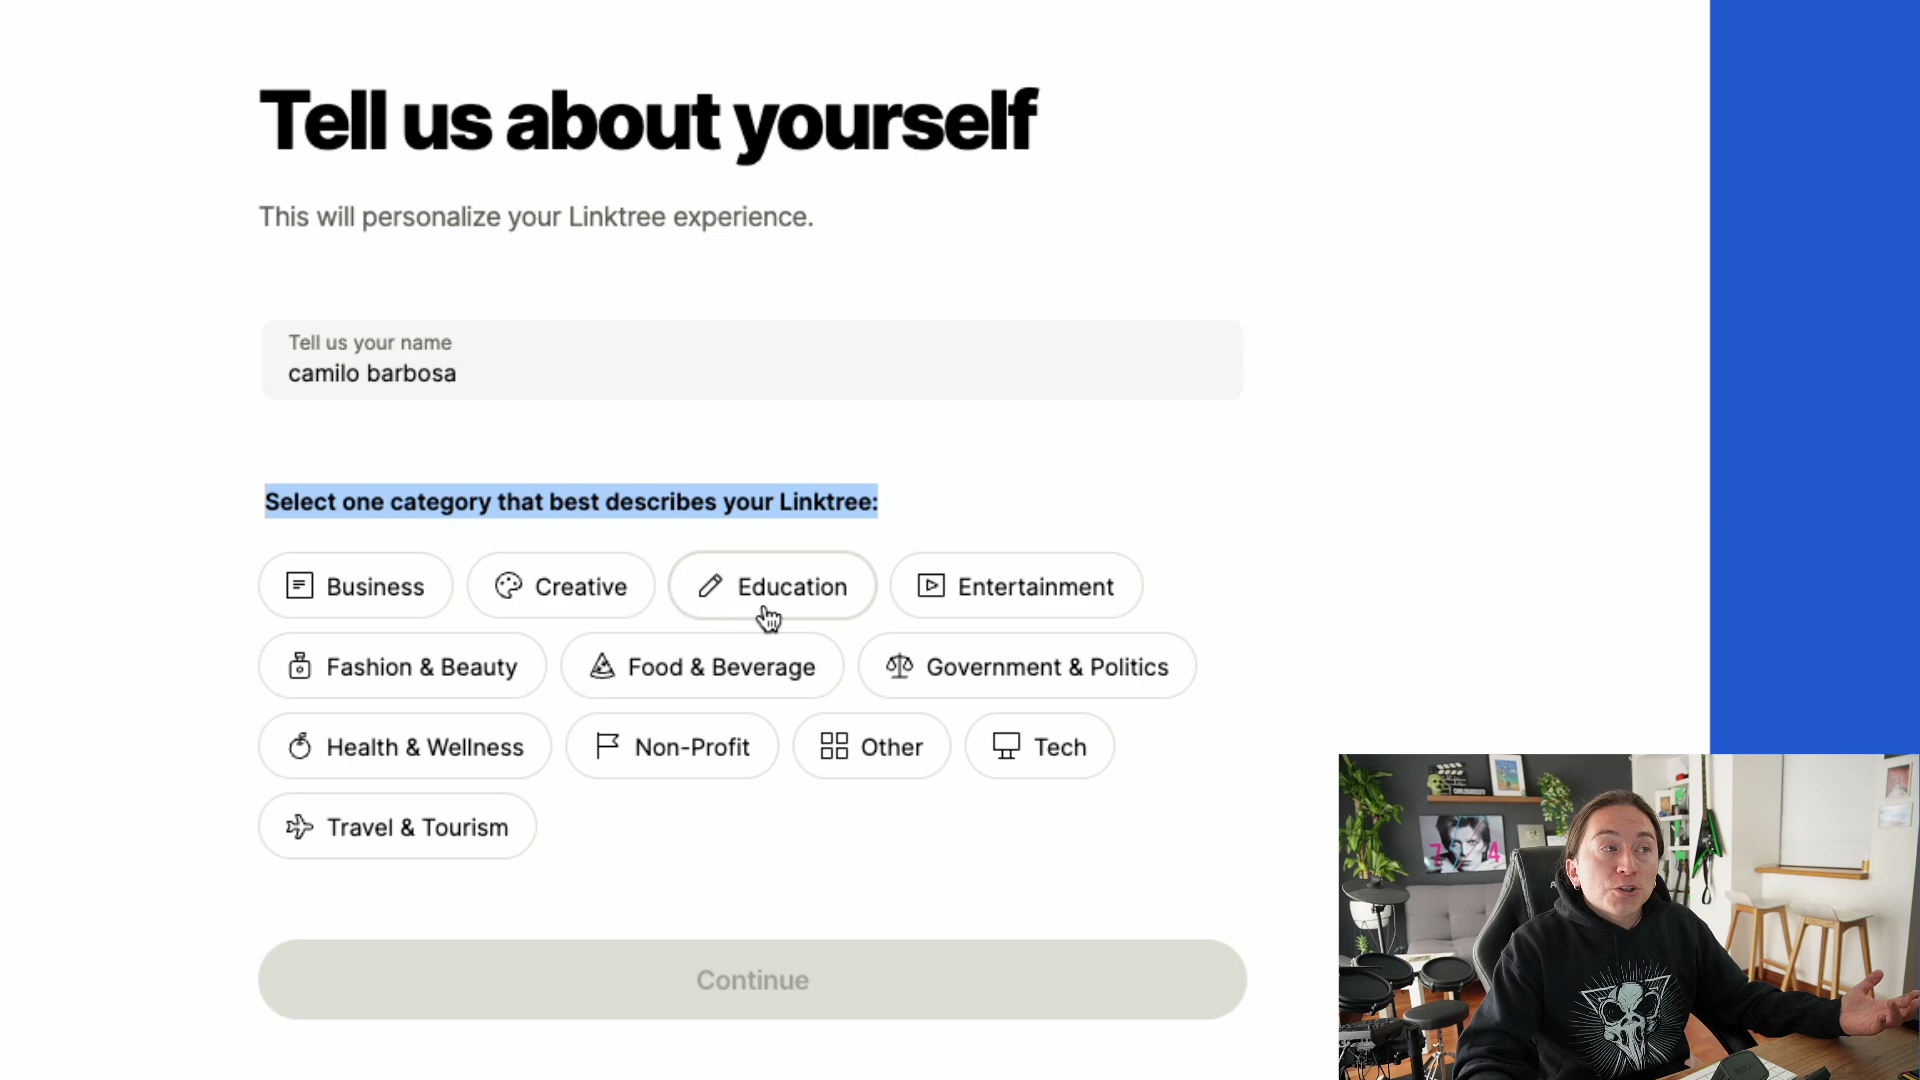 Tell us about yourself
This will personalize your Linktree experience.
Tell us your name
camilo barbosa
Select one category that best describes your Linktree:
Business
Creative
Education
Entertainment
Fashion & Beauty
Food & Beverage
Government & Politics
Health & Wellness
Non-Profit
Other
Tech
Travel & Tourism
Continue